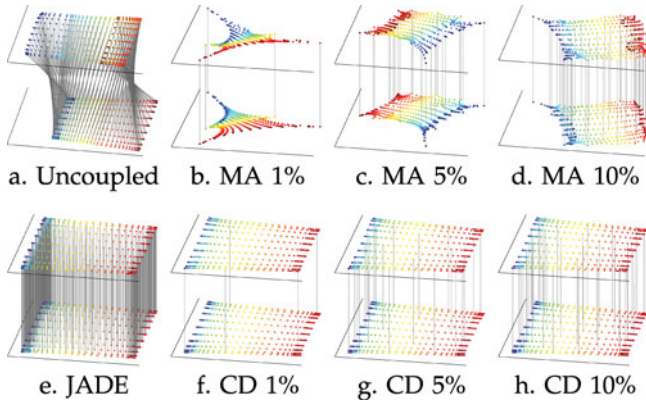 a. Uncoupled b. MA 1% c. MA 5% d. MA 10%
e. JADE f. CD 1% g. CD 5% h. CD 10%